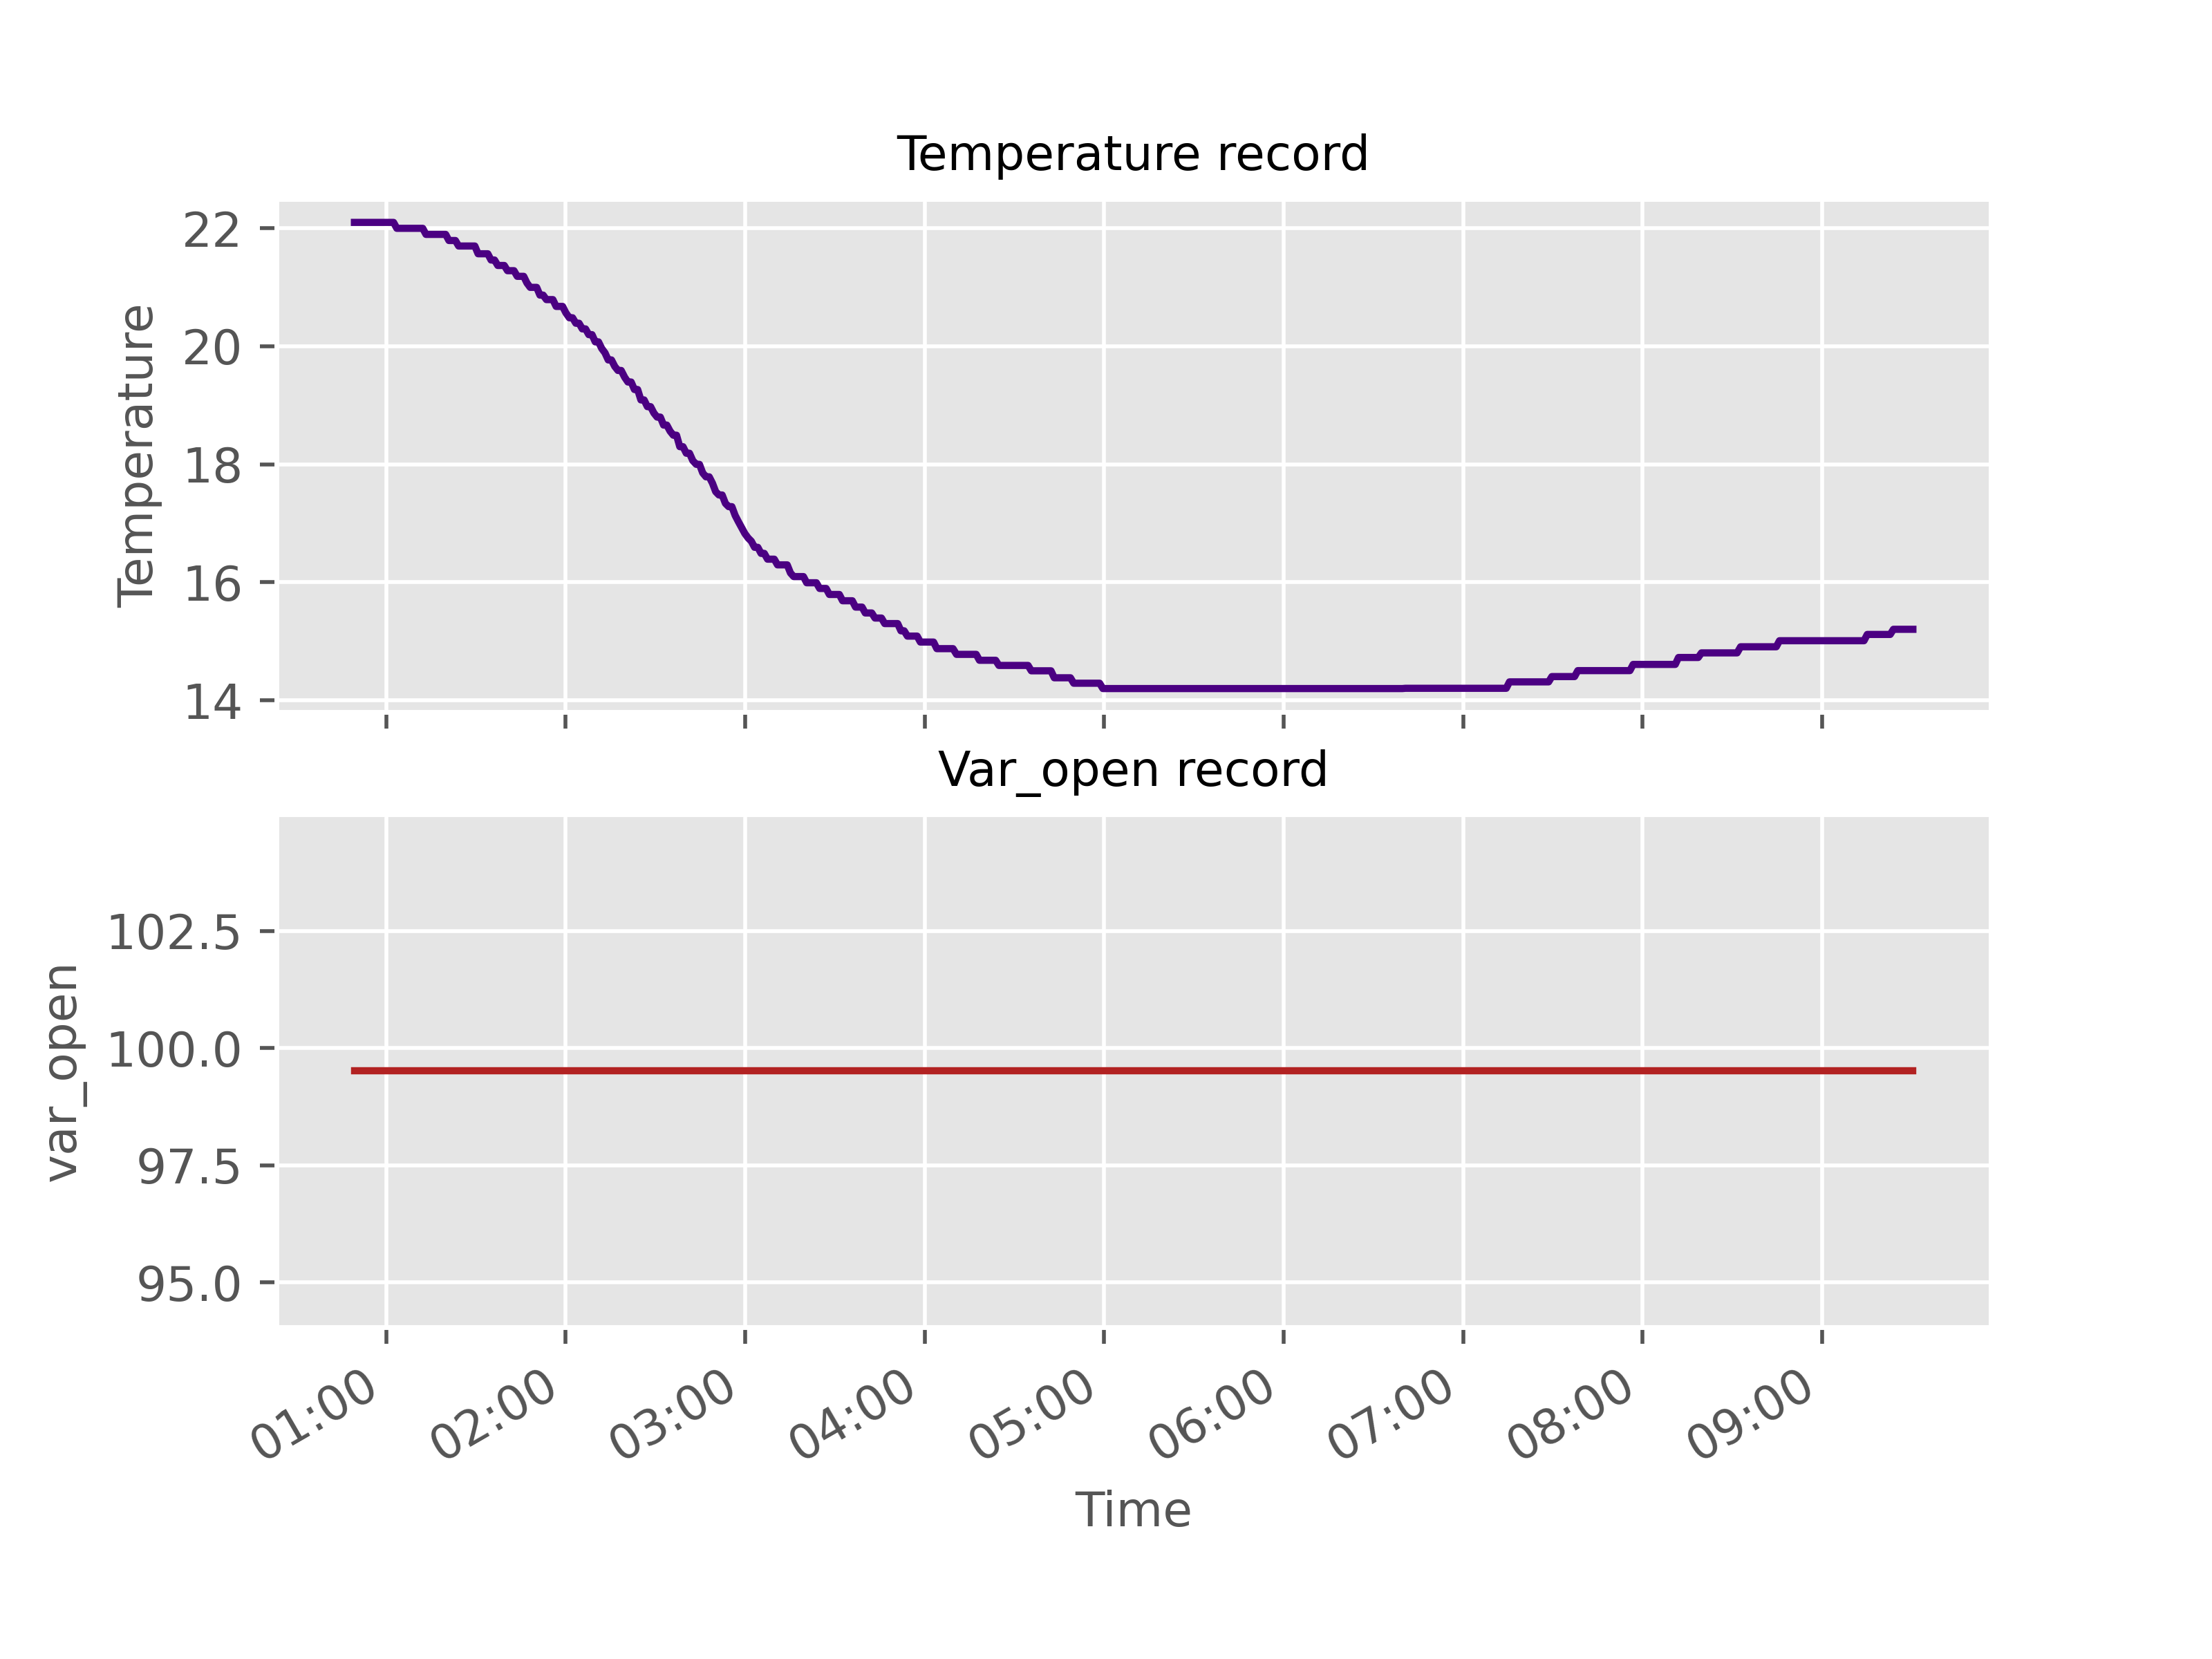 Temperature record
Temperature
22
20
18
16
14
Var_open record
var_open
102.5
100.0
97.5
95.0
01:00 02:00 03:00 04:00 05:00 06:00 07:00 08:00 09:00
Time